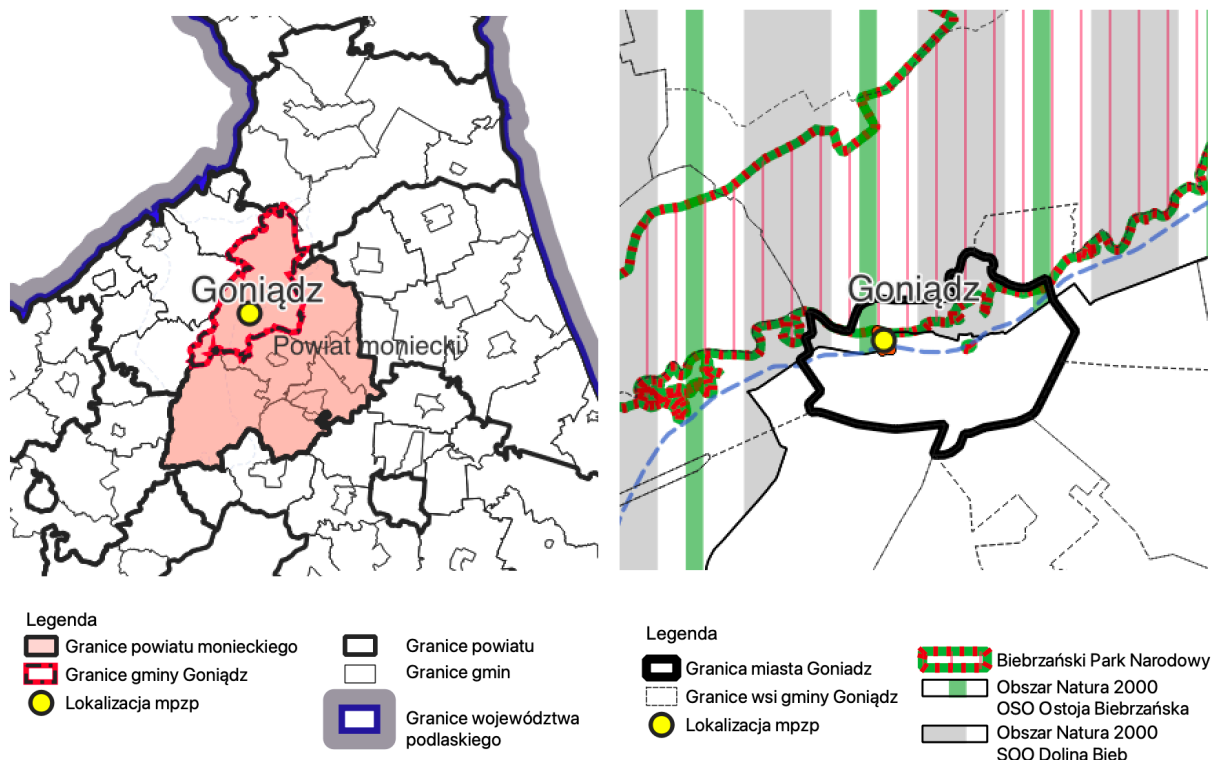 Goniądz
Powiat moniecki
Goniądz
Legenda
Granice powiatu monieckiego
Granice gminy Goniądz
Lokalizacja mpzp
Granice powiatu
Granice gmin
Granice województwa
podlaskiego
Legenda
Granica miasta Goniadz
Granice wsi gminy Goniądz
Lokalizacja mpzp
Biebrzański Park Narodowy
Obszar Natura 2000
OSO Ostoja Biebrzańska
Obszar Natura 2000
SOO Dolina Bieb